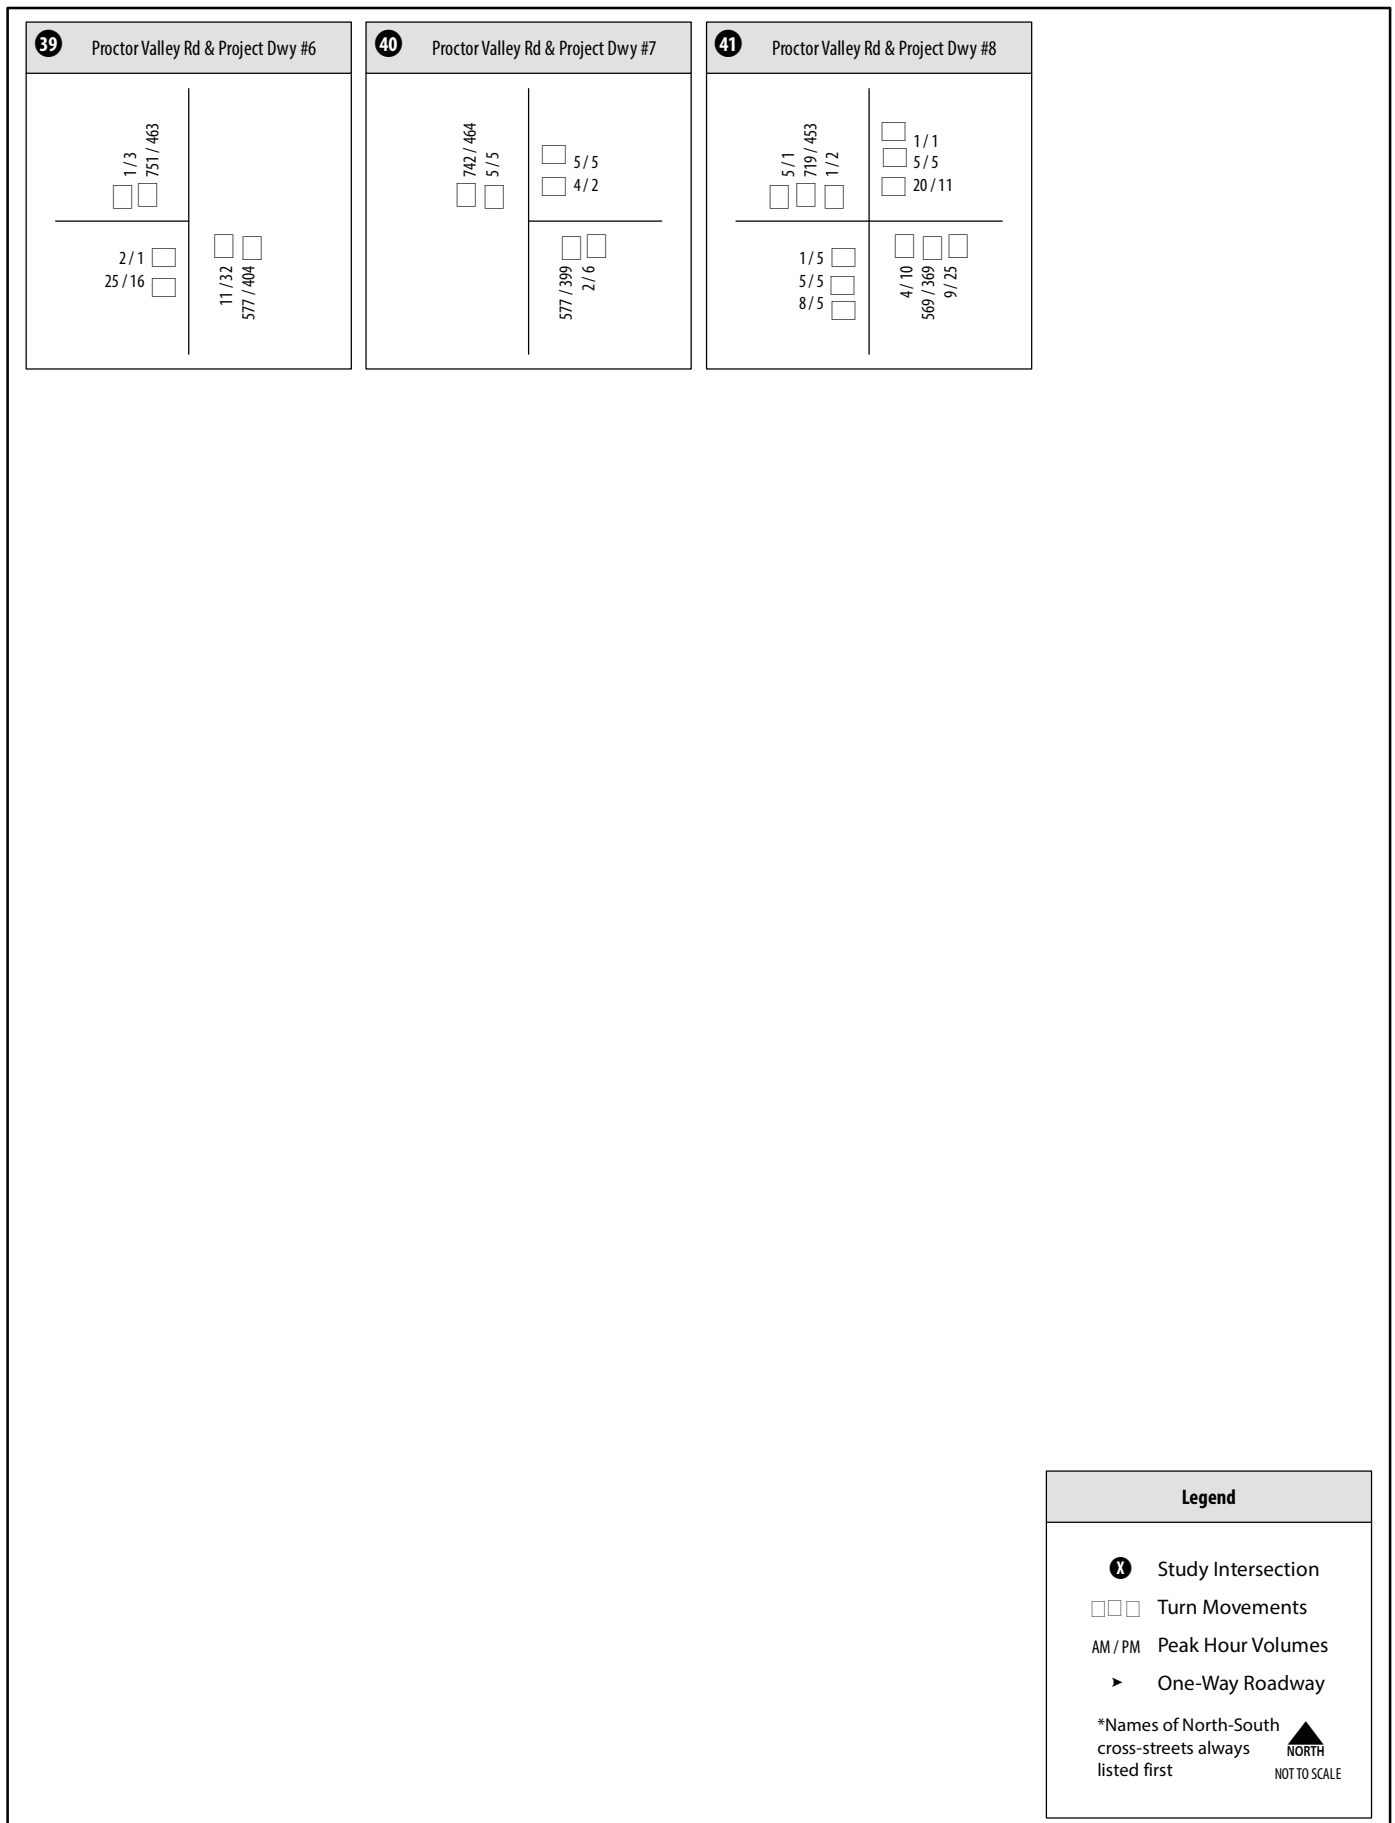 39 Proctor Valley Rd & Project Dwy #6
1 / 3
751 / 463
2 / 1
25 / 16
11 / 32
577 / 404
40 Proctor Valley Rd & Project Dwy #7
742 / 464
5 / 5
5 / 5
4 / 2
577 / 399
2 / 6
41 Proctor Valley Rd & Project Dwy #8
5 / 1
719 / 453
1 / 2
1 / 1
5 / 5
20 / 11
1 / 5
5 / 5
8 / 5
4 / 10
569 / 369
9 / 25
Legend
X Study Intersection
Turn Movements
AM / PM Peak Hour Volumes
One-Way Roadway
*Names of North-South
cross-streets always
listed first
NORTH
NOT TO SCALE